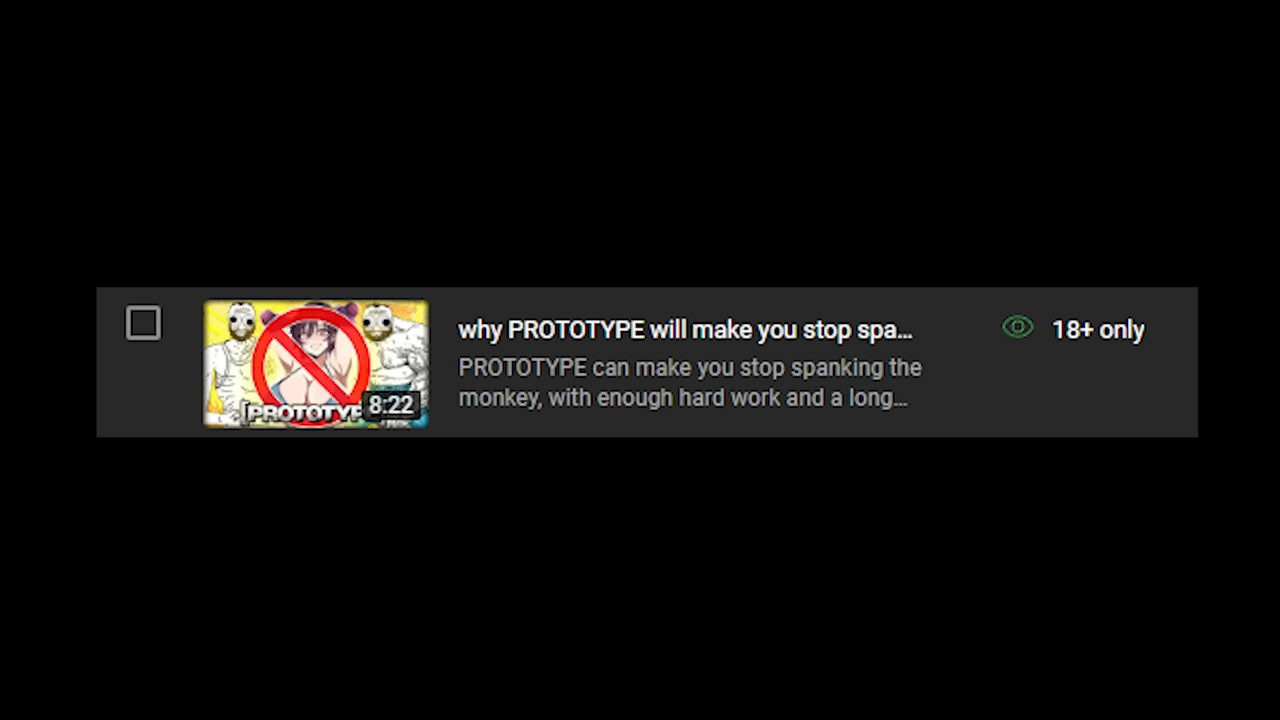 why PROTOTYPE will make you stop spa...
18+ only
PROTOTYPE can make you stop spanking the
monkey, with enough hard work and a long...
[PROTOTYP
8:22